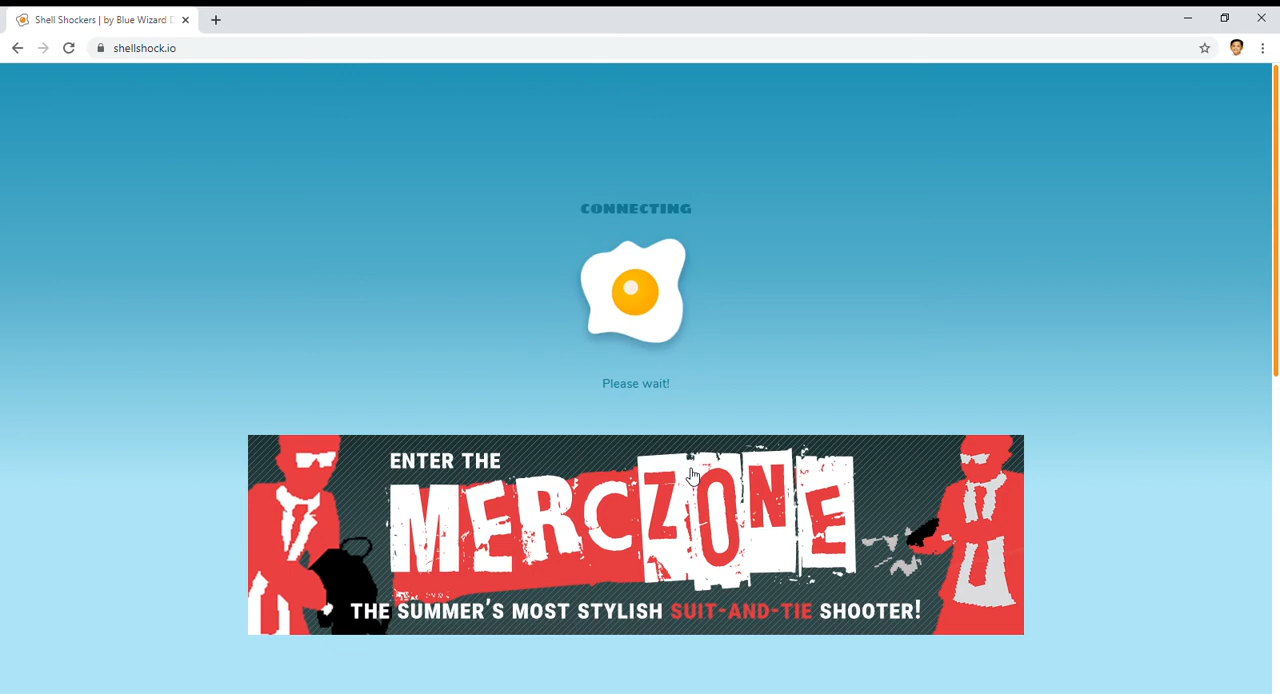 Shell Shockers | by Blue Wizard D
shellshock.io
CONNECTING
Please wait!
ENTER THE
MERCZONE
THE SUMMER'S MOST STYLISH SUIT-AND-TIE SHOOTER!